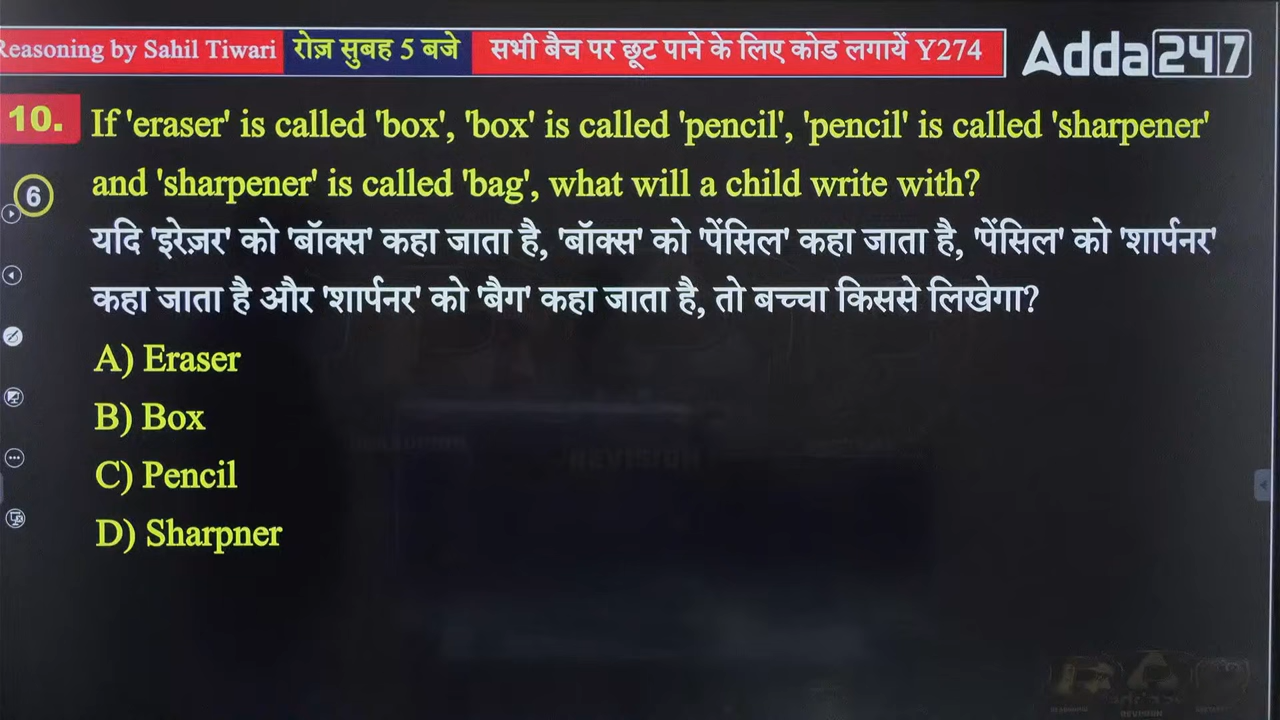 Reasoning by Sahil Tiwari रोज़ सुबह 5 बजे सभी बैच पर छूट पाने के लिए कोड लगायें Y274 Adda247
10. If 'eraser' is called 'box', 'box' is called 'pencil', 'pencil' is called 'sharpener'
6 and 'sharpener' is called 'bag', what will a child write with?
यदि 'इरेज़र' को 'बॉक्स' कहा जाता है, 'बॉक्स' को 'पेंसिल' कहा जाता है, 'पेंसिल' को 'शार्पनर'
कहा जाता है और 'शार्पनर' को 'बैग' कहा जाता है, तो बच्चा किससे लिखेगा?
A) Eraser
B) Box
C) Pencil
D) Sharpner